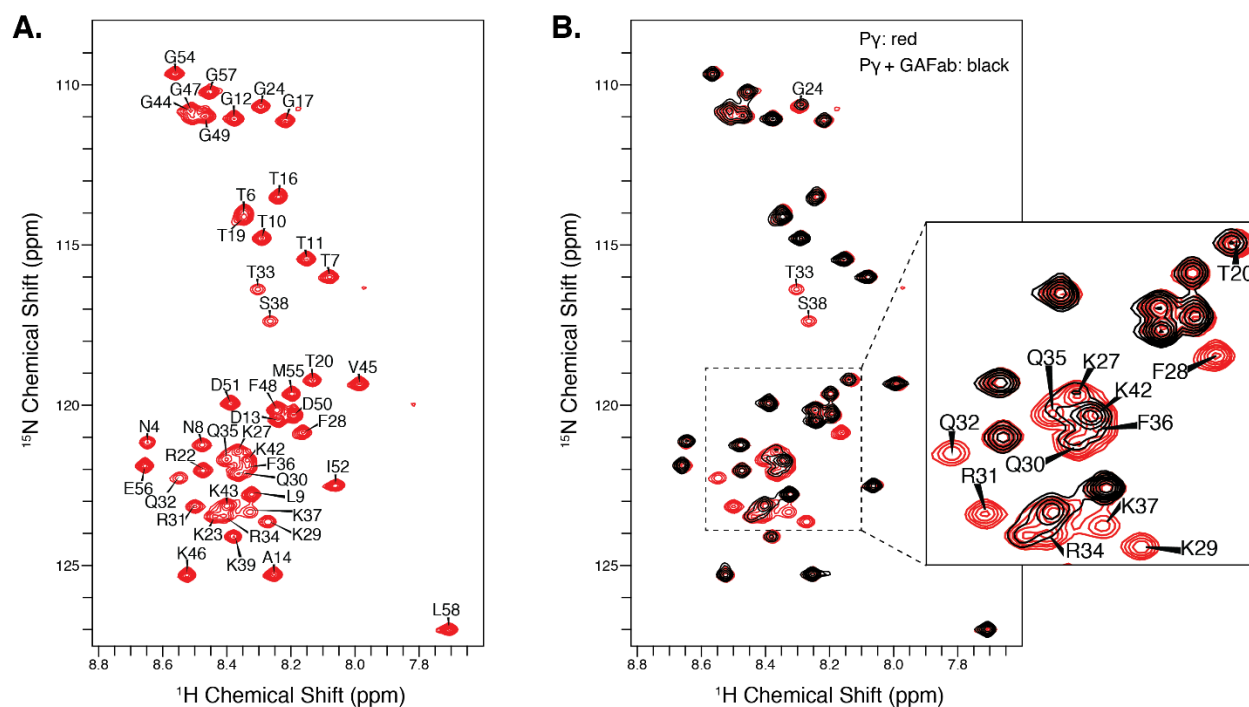 A.
G54
G57
G47
G24
G44
G12
G17
G49
T16
T6
T10
T19
T11
T7
T33
S38
T20
M55
V45
D51
F48
D50
D13
F28
N4
N8
Q35
K27
K42
R22
F36
I52
E56
Q30
Q32
K43
L9
R31
K37
K23
R34
K29
K46
K39
A14
L58
110
115
120
125
15N Chemical Shift (ppm)
8.8
8.6
8.4
8.2
8.0
7.8
1H Chemical Shift (ppm)
B.
Pγ: red
Pγ + GAFab: black
G24
T33
S38
T20
Q35
K27
F28
K42
Q32
F36
Q30
R31
K37
R34
K29
110
115
120
125
15N Chemical Shift (ppm)
8.8
8.6
8.4
8.2
8.0
7.8
1H Chemical Shift (ppm)